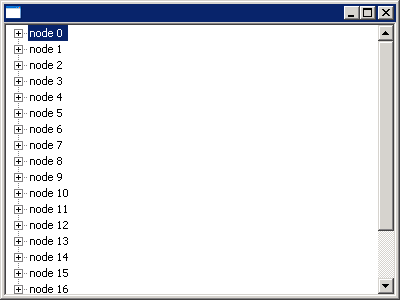 node 0
node 1
node 2
node 3
node 4
node 5
node 6
node 7
node 8
node 9
node 10
node 11
node 12
node 13
node 14
node 15
node 16